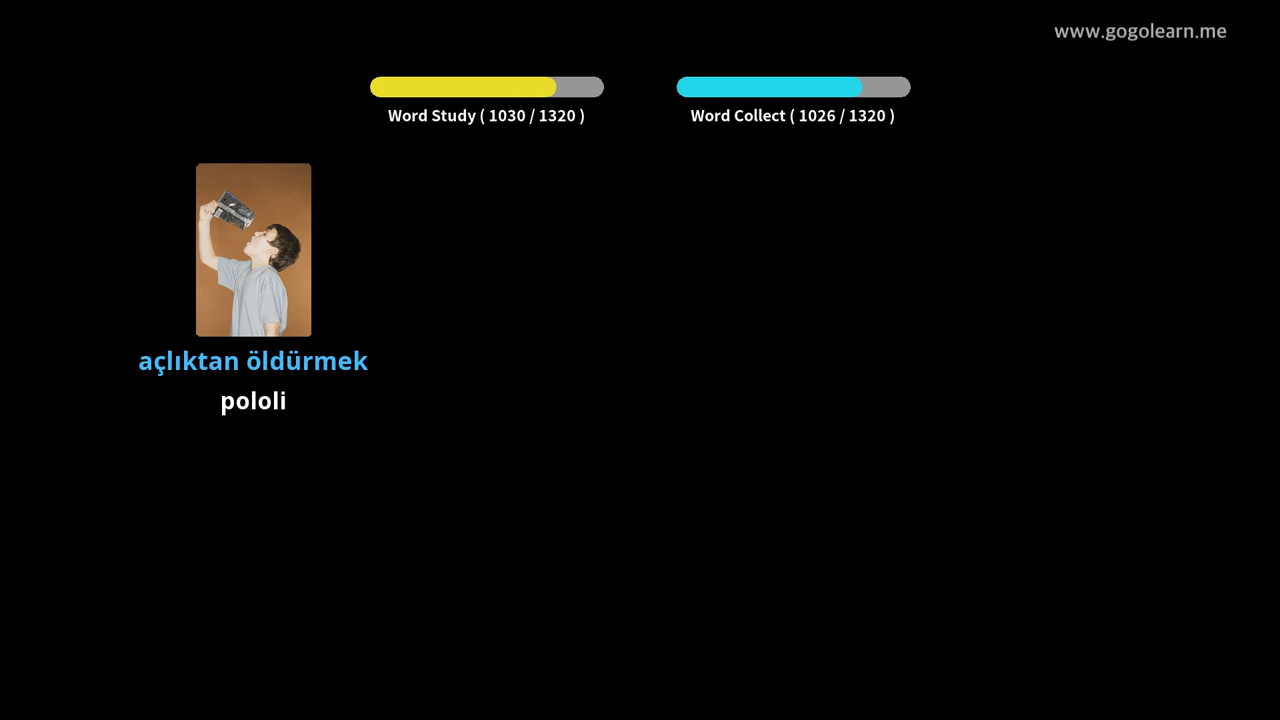 www.gogolearn.me
Word Study ( 1030 / 1320 )
Word Collect ( 1026 / 1320 )
açlıktan öldürmek
pololi